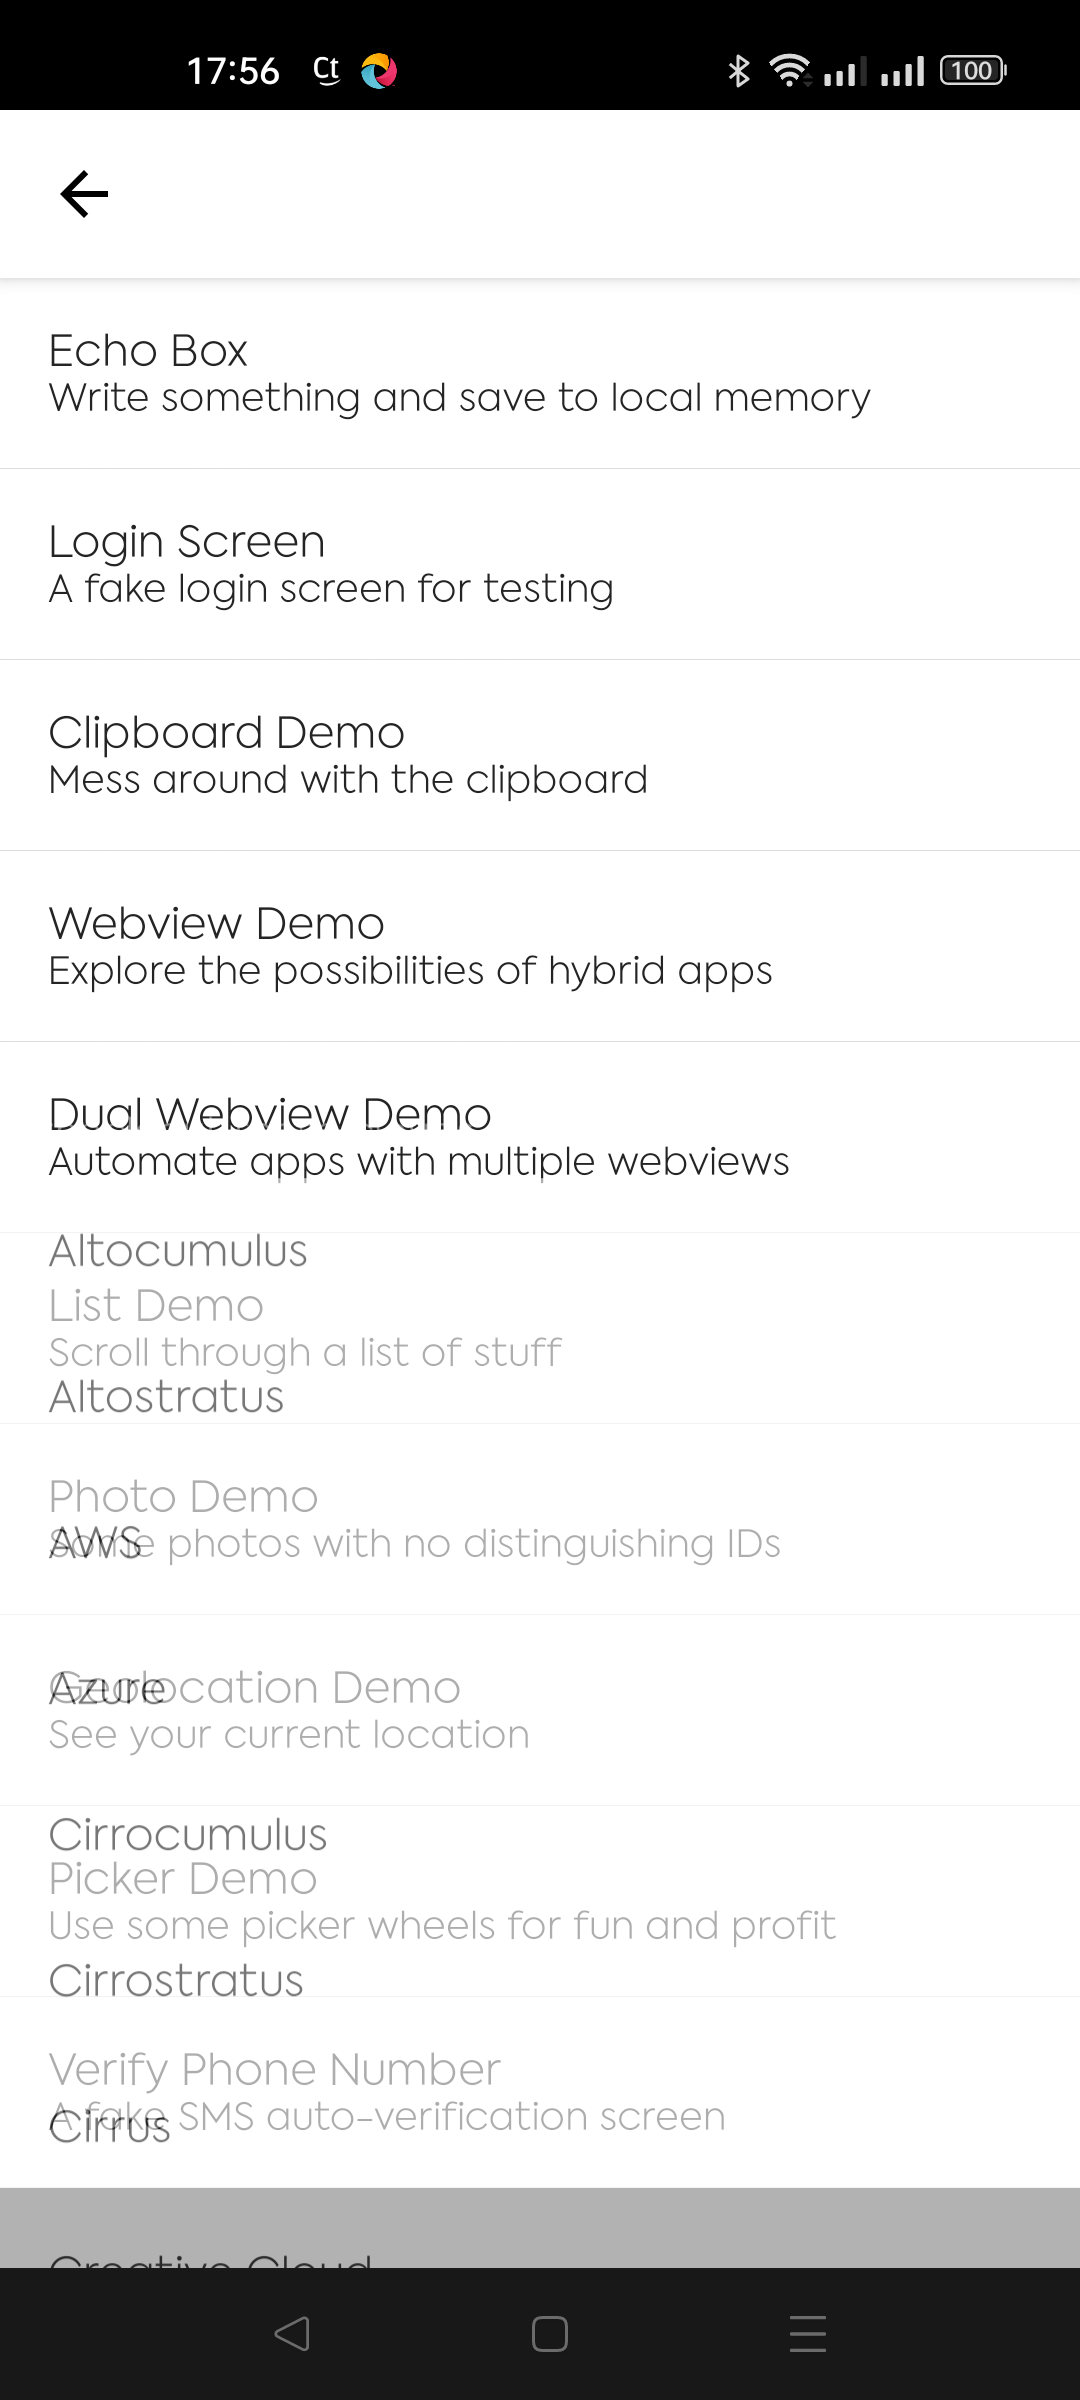 17:56 Ct 100
Echo Box
Write something and save to local memory
Login Screen
A fake login screen for testing
Clipboard Demo
Mess around with the clipboard
Webview Demo
Explore the possibilities of hybrid apps
Dual Webview Demo
Automate apps with multiple webviews
Altocumulus
List Demo
Scroll through a list of stuff
Altostratus
Photo Demo
AWS
Some photos with no distinguishing IDs
Azure
Geolocation Demo
See your current location
Cirrocumulus
Picker Demo
Use some picker wheels for fun and profit
Cirrostratus
Verify Phone Number
A fake SMS auto-verification screen
Cirrus
Creative Cloud